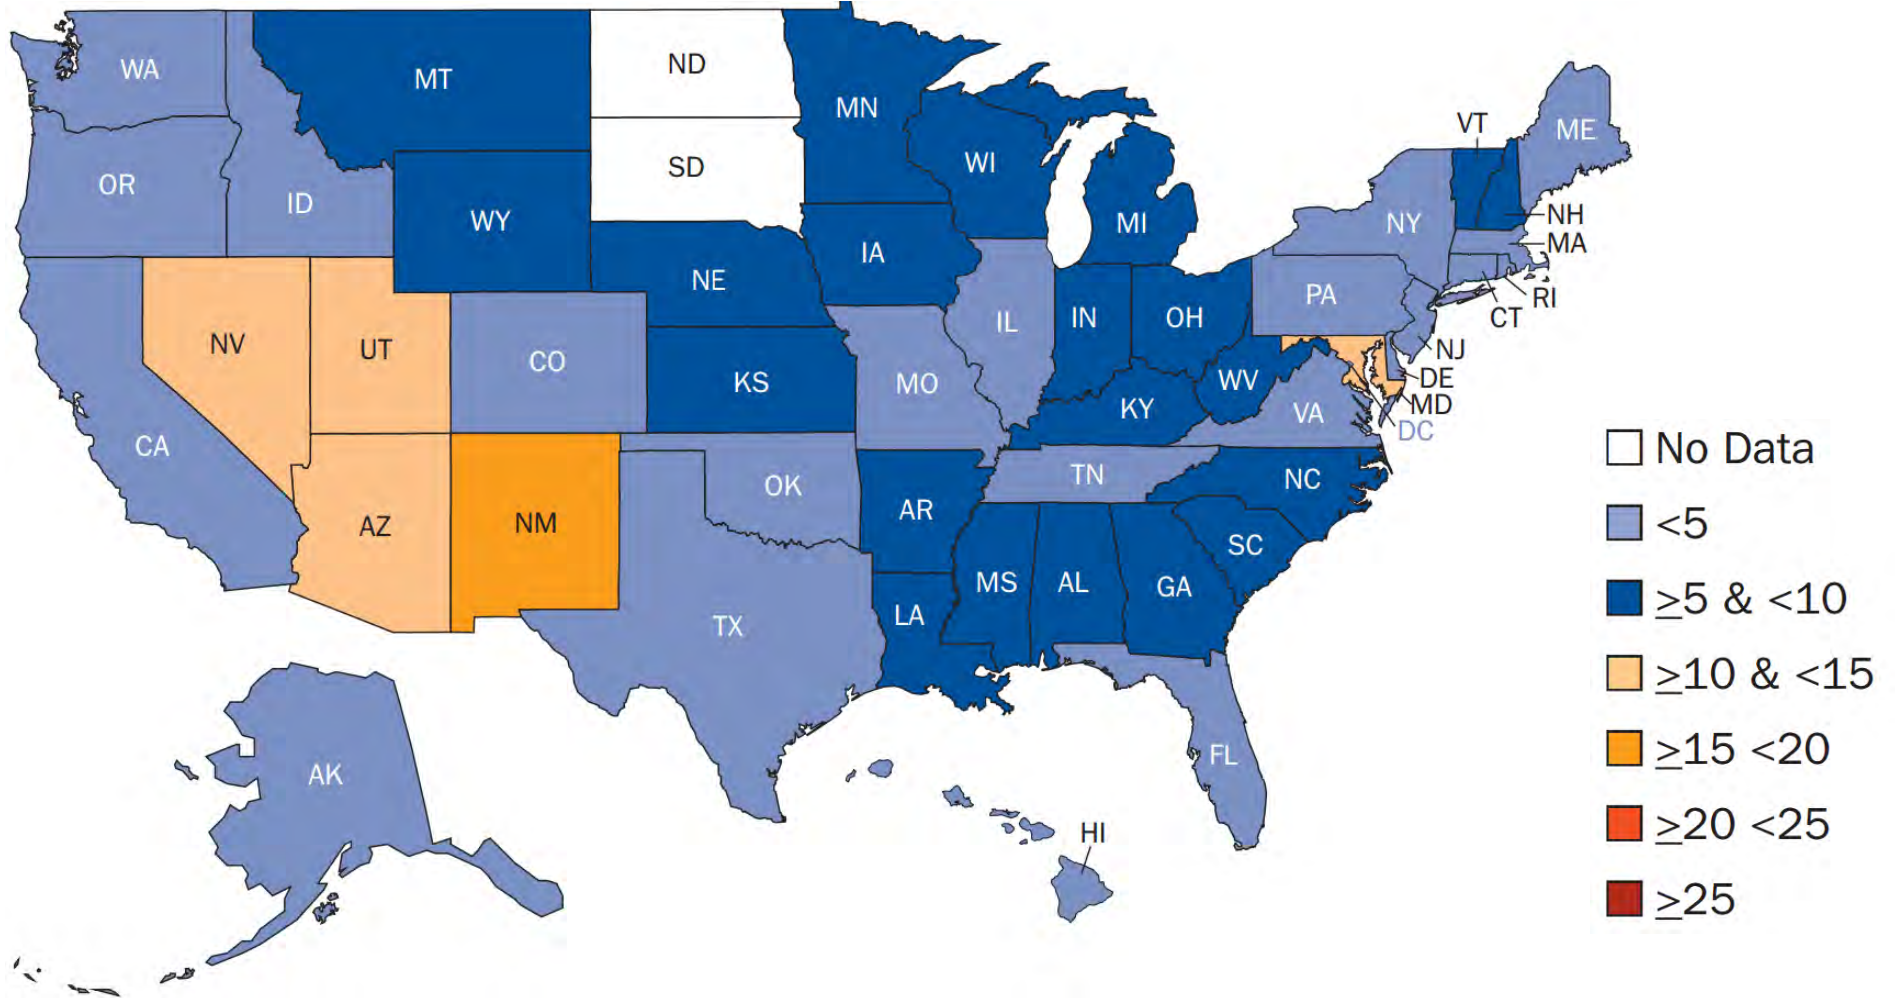 WA
MT
ND
MN
VT
ME
OR
ID
SD
WI
WY
MI
NY
NH
MA
IA
NE
PA
RI
NV
UT
CO
IL
IN
OH
CT
KS
MO
NJ
WV
DE
KY
VA
MD
DC
CA
TN
NC
OK
AZ
NM
AR
SC
MS
AL
GA
LA
TX
FL
AK
HI
No Data
<5
≥5 & <10
≥10 & <15
≥15 <20
≥20 <25
≥25